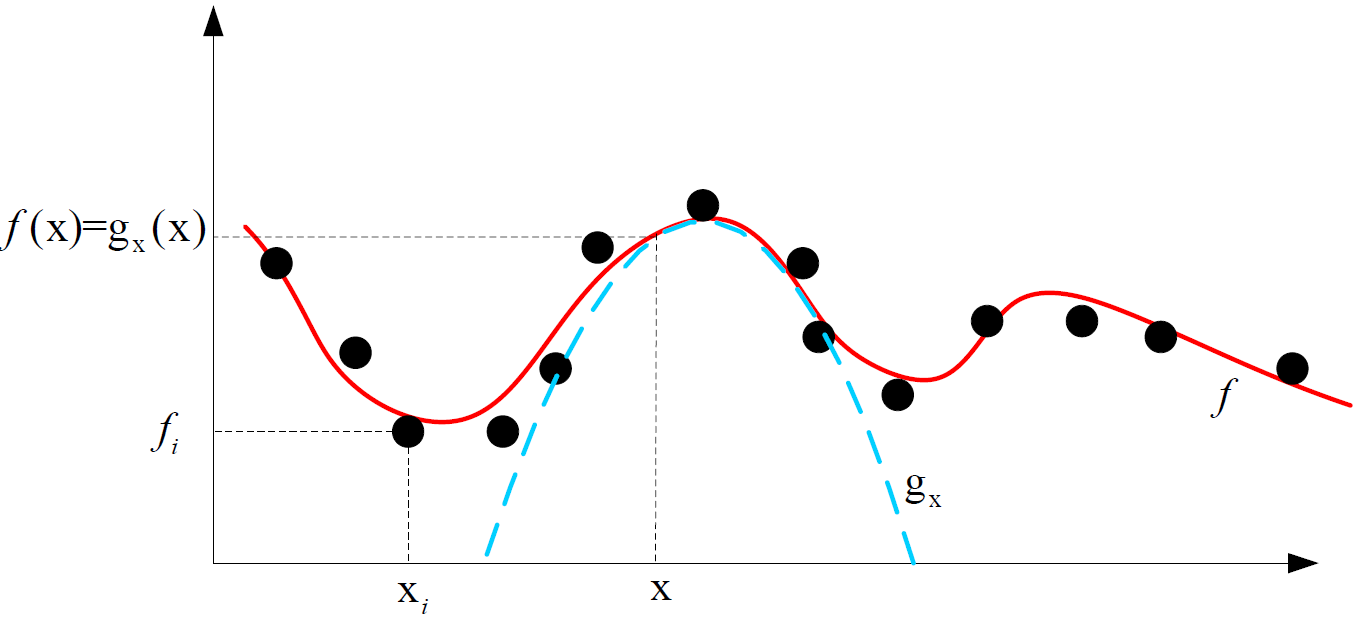 f(x)=gₓ(x)
fᵢ
f
gₓ
xᵢ
x